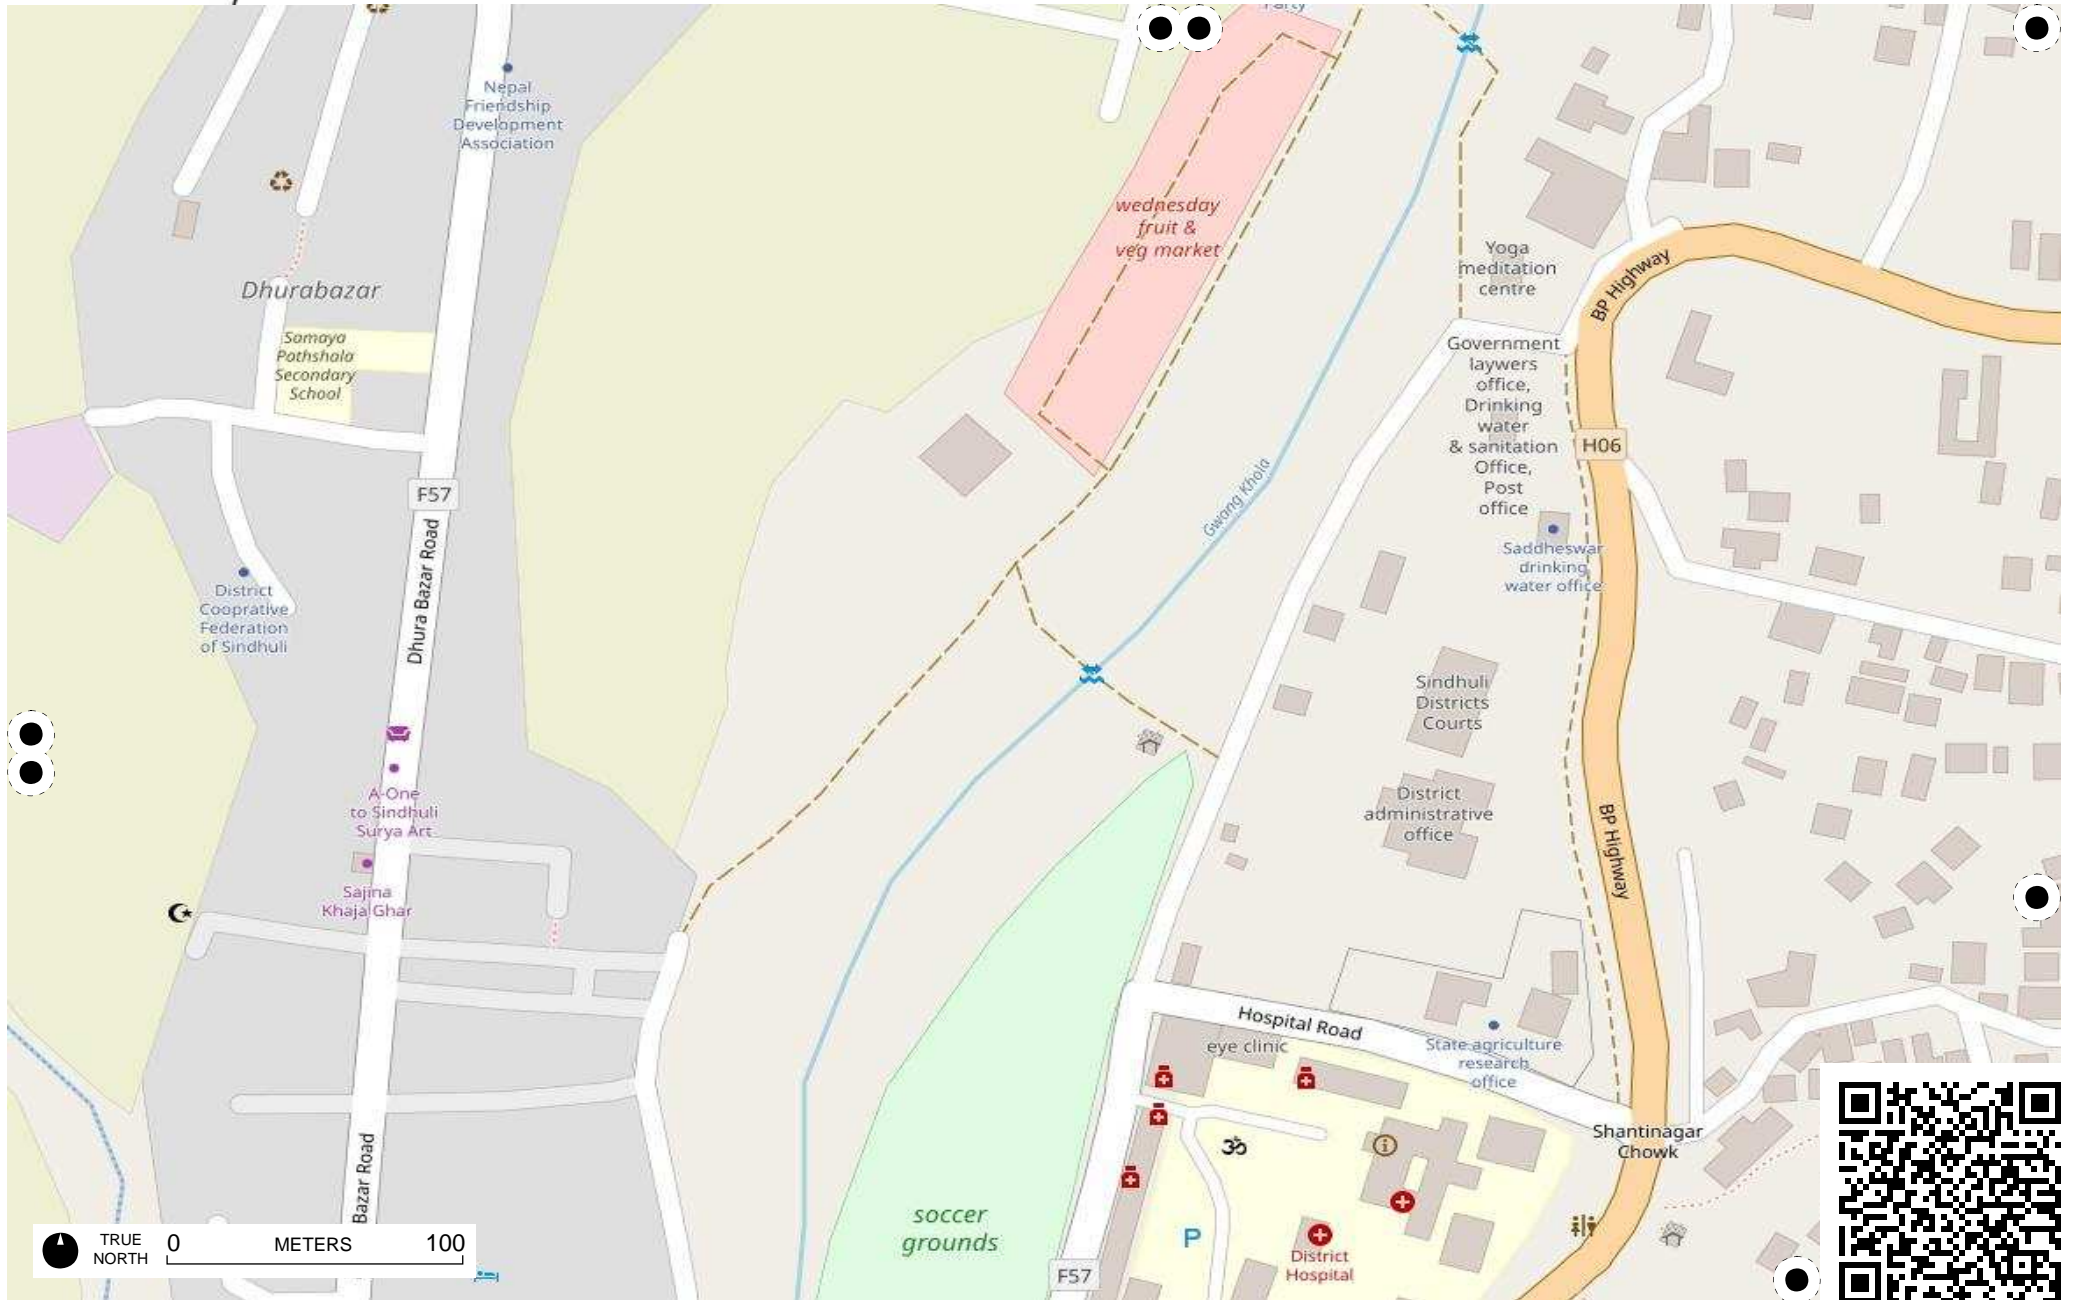 Party
Nepal
Friendship
Development
Association
wednesday
fruit &
veg market
Yoga
meditation
centre
BP Highway
Dhurabazar
Samaya
Pathshala
Secondary
School
Government
laywers
office,
Drinking
water
& sanitation
Office,
Post
office
H06
F57
Gwang Khola
Dhura Bazar Road
Saddheswar
drinking
water office
District
Cooprative
Federation
of Sindhuli
Sindhuli
Districts
Courts
A-One
to Sindhuli
Surya Art
District
administrative
office
BP Highway
Sajina
Khaja Ghar
Hospital Road
eye clinic
State agriculture
research
office
Shantinagar
Chowk
ॐ
Bazar Road
soccer
grounds
P
District
Hospital
F57
TRUE
NORTH
0 METERS 100